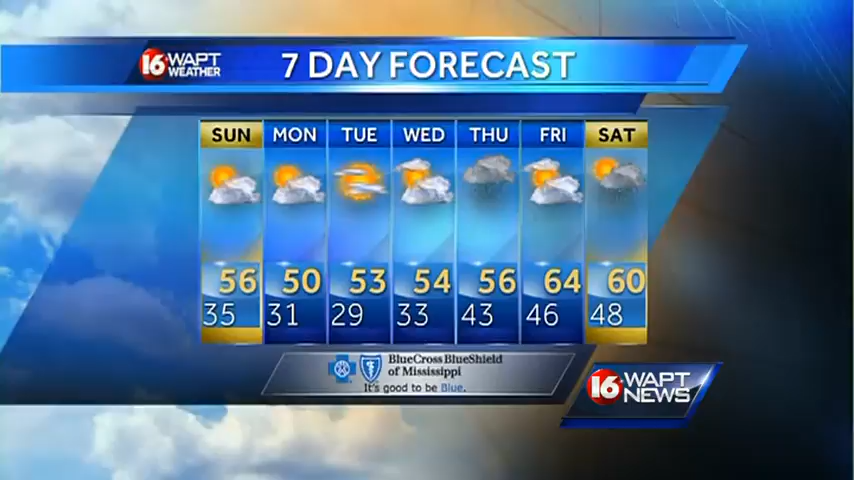 16 WAPT
WEATHER
7 DAY FORECAST
SUN MON TUE WED THU FRI SAT
56 50 53 54 56 64 60
35 31 29 33 43 46 48
BlueCross BlueShield
of Mississippi
It's good to be Blue.
16 WAPT
NEWS